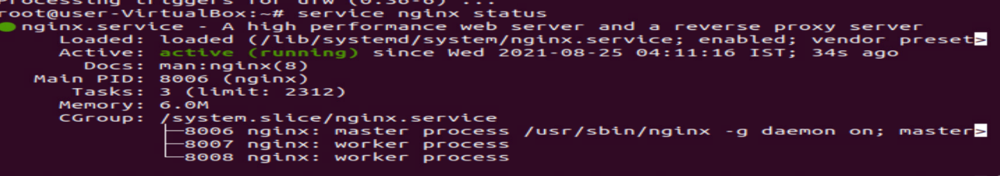 Processing triggers for ufw (0.36-6) ...
root@user-VirtualBox:~# service nginx status
●nginx.service - A high performance web server and a reverse proxy server
Loaded: loaded (/lib/systemd/system/nginx.service; enabled; vendor preset>
Active: active (running) since Wed 2021-08-25 04:11:16 IST; 34s ago
Docs: man:nginx(8)
Main PID: 8006 (nginx)
Tasks: 3 (limit: 2312)
Memory: 6.0M
CGroup: /system.slice/nginx.service
├─8006 nginx: master process /usr/sbin/nginx -g daemon on; master>
├─8007 nginx: worker process
└─8008 nginx: worker process